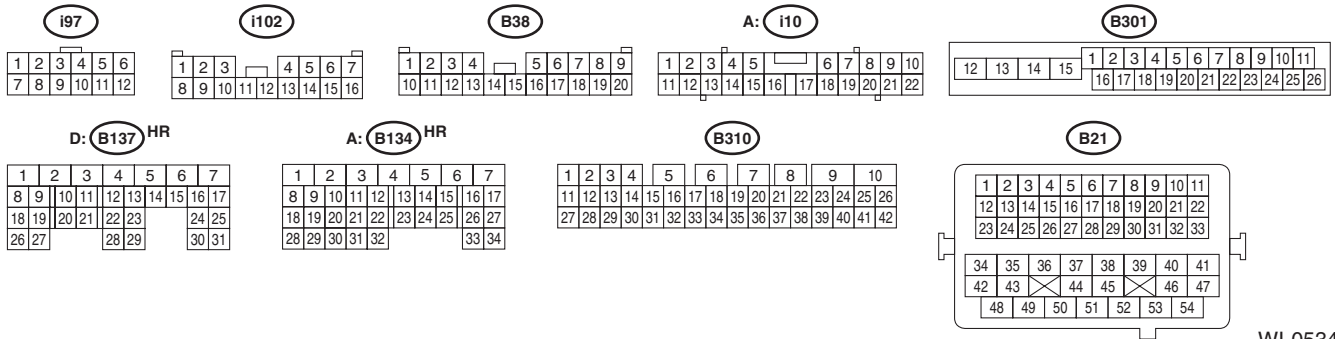 i97
1 2 3 4 5 6
7 8 9 10 11 12
i102
1 2 3 4 5 6 7
8 9 10 11 12 13 14 15 16
B38
1 2 3 4 5 6 7 8 9
10 11 12 13 14 15 16 17 18 19 20
A: i10
1 2 3 4 5 6 7 8 9 10
11 12 13 14 15 16 17 18 19 20 21 22
B301
1 2 3 4 5 6 7 8 9 10 11
12 13 14 15
16 17 18 19 20 21 22 23 24 25 26
D: B137 HR
1 2 3 4 5 6 7
8 9 10 11 12 13 14 15 16 17
18 19 20 21 22 23 24 25
26 27 28 29 30 31
A: B134 HR
1 2 3 4 5 6 7
8 9 10 11 12 13 14 15 16 17
18 19 20 21 22 23 24 25 26 27
28 29 30 31 32 33 34
B310
1 2 3 4 5 6 7 8 9 10
11 12 13 14 15 16 17 18 19 20 21 22 23 24 25 26
27 28 29 30 31 32 33 34 35 36 37 38 39 40 41 42
B21
1 2 3 4 5 6 7 8 9 10 11
12 13 14 15 16 17 18 19 20 21 22
23 24 25 26 27 28 29 30 31 32 33
34 35 36 37 38 39 40 41
42 43 44 45 46 47
48 49 50 51 52 53 54